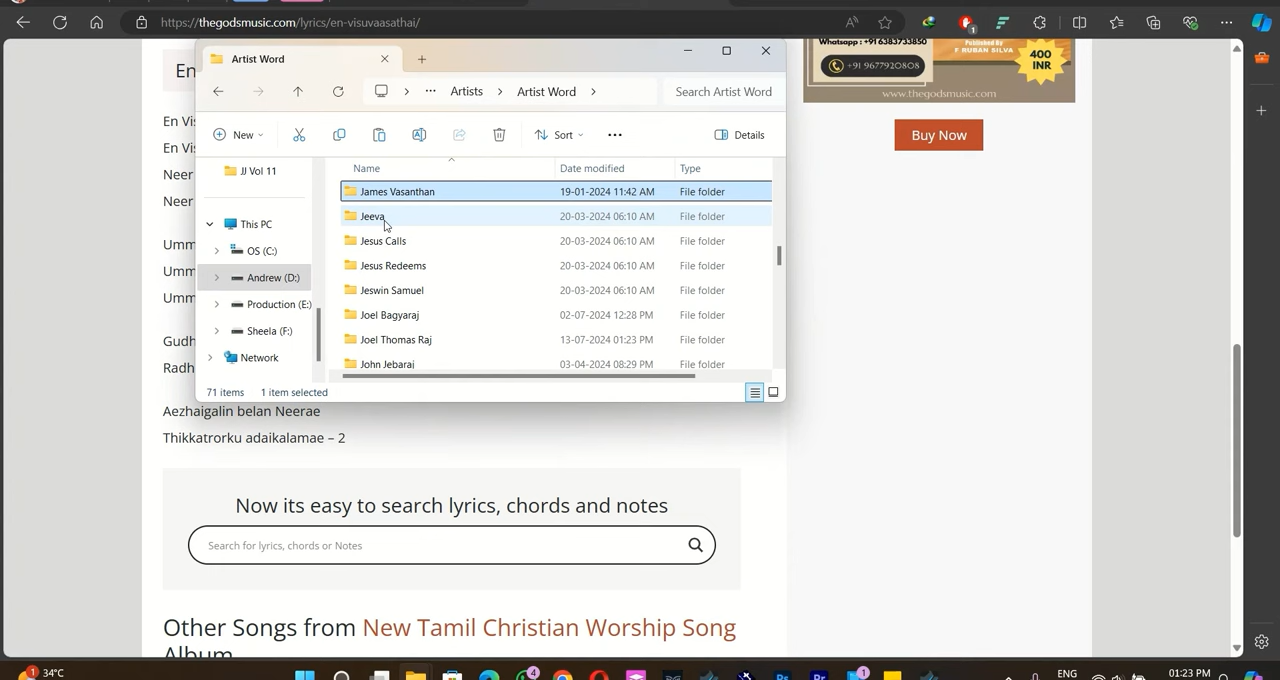 https://thegodsmusic.com/lyrics/en-visuvaasathai/
Whatsapp : +91 6383733850
Published By
F RUBAN SILVA
+91 9677920808
400
INR
www.thegodsmusic.com
Buy Now
En
En Vis
En Vis
Neer
Neer
Umm
Umm
Umm
Gudh
Radh
Artist Word
Artists
Artist Word
Search Artist Word
New
Sort
Details
Name
Date modified
Type
JJ Vol 11
This PC
OS (C:)
Andrew (D:)
Production (E:)
Sheela (F:)
Network
James Vasanthan 19-01-2024 11:42 AM File folder
Jeeva 20-03-2024 06:10 AM File folder
Jesus Calls 20-03-2024 06:10 AM File folder
Jesus Redeems 20-03-2024 06:10 AM File folder
Jeswin Samuel 20-03-2024 06:10 AM File folder
Joel Bagyaraj 02-07-2024 12:28 PM File folder
Joel Thomas Raj 13-07-2024 01:23 PM File folder
John Jebaraj 03-04-2024 08:29 PM File folder
71 items 1 item selected
Aezhaigalin belan Neerae
Thikkatrorku adaikalamae – 2
Now its easy to search lyrics, chords and notes
Search for lyrics, chords or Notes
Other Songs from New Tamil Christian Worship Song
Album
34°C
ENG
01:23 PM